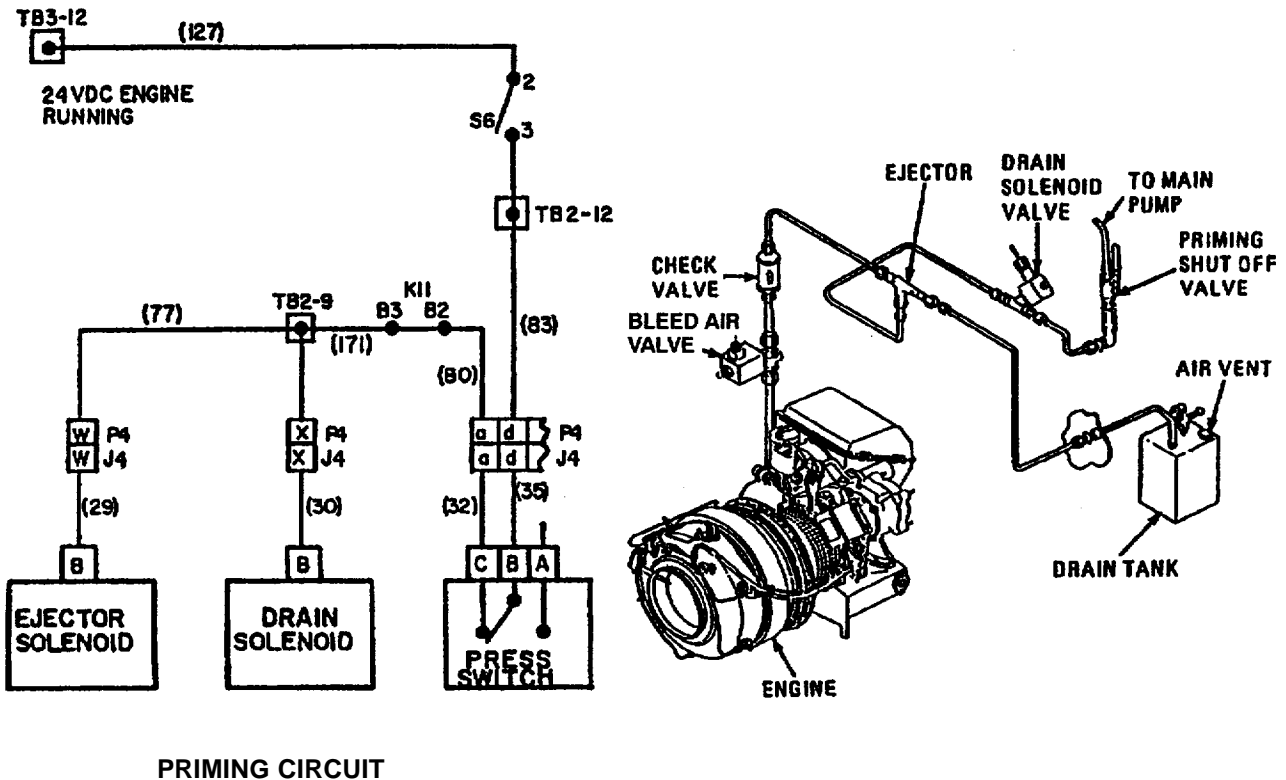 TB3-12
(127)
24VDC ENGINE
RUNNING
2
S6
3
TB2-12
(77)
TB2-9
(171)
B3
K11
B2
(83)
(80)
W
P4
W
J4
X
P4
X
J4
a
d
P4
a
d
J4
(29)
(30)
(32)
(35)
B
B
C
B
A
EJECTOR
SOLENOID
DRAIN
SOLENOID
PRESS
SWITCH
EJECTOR
DRAIN
SOLENOID
VALVE
TO MAIN
PUMP
PRIMING
SHUT OFF
VALVE
CHECK
VALVE
BLEED AIR
VALVE
AIR VENT
DRAIN TANK
ENGINE
PRIMING CIRCUIT